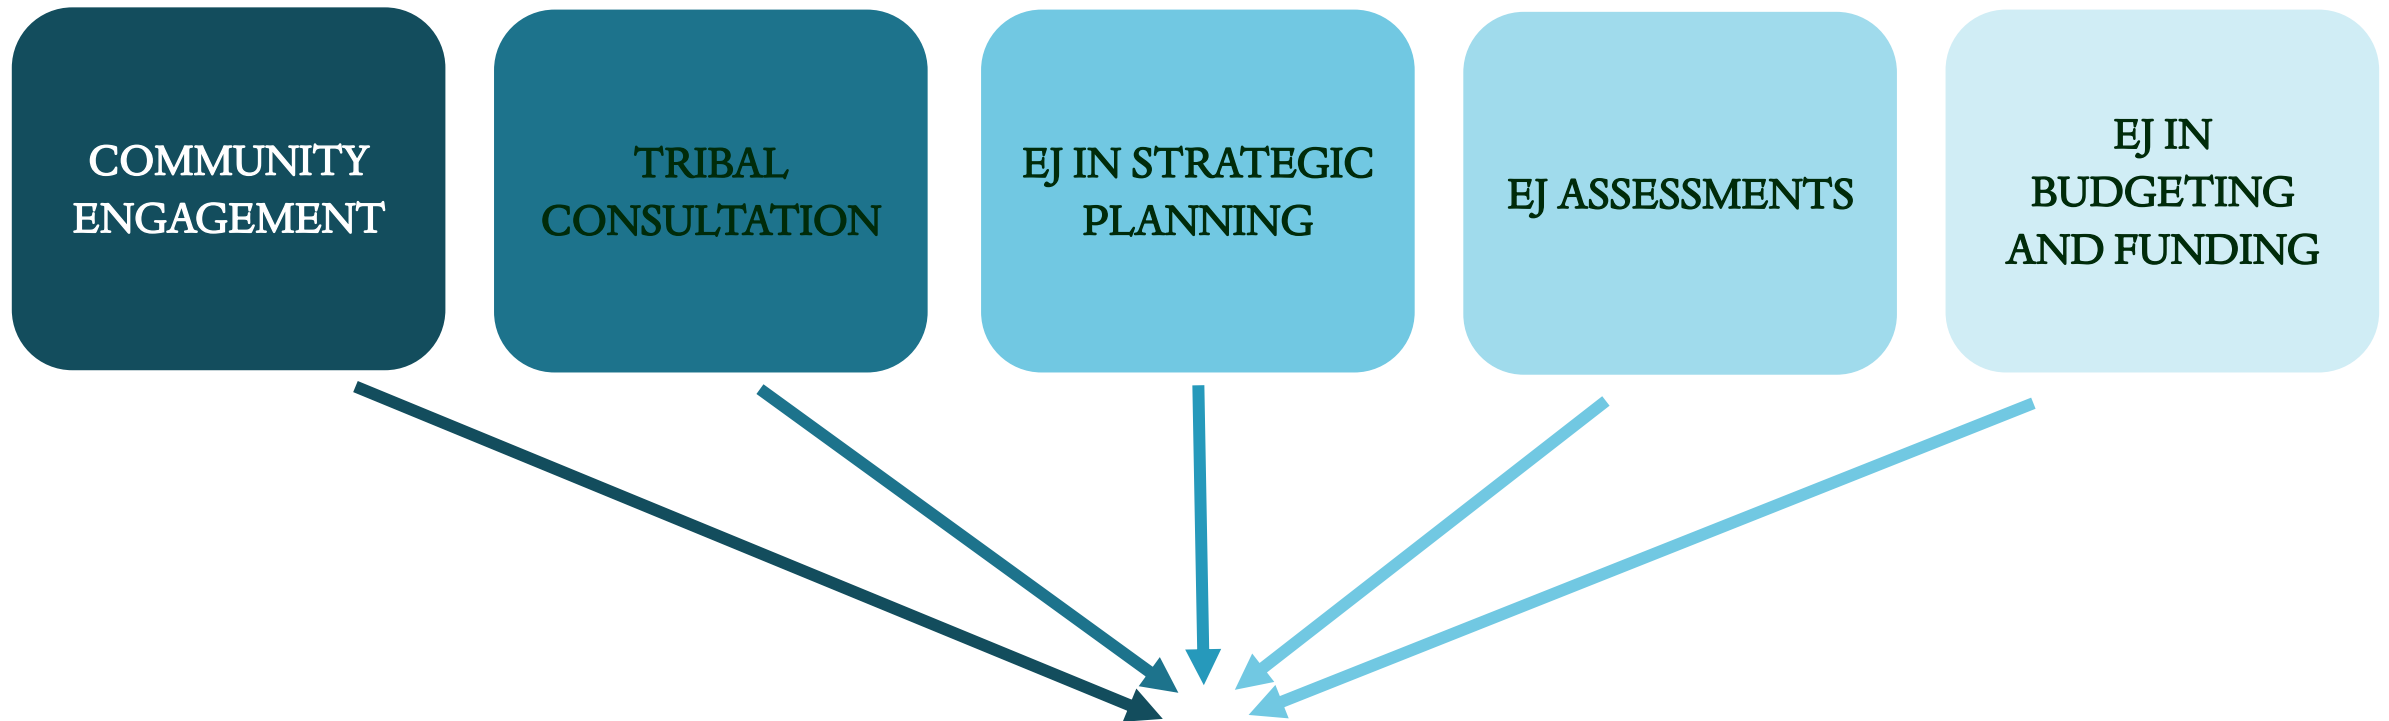 COMMUNITY
ENGAGEMENT
TRIBAL
CONSULTATION
EJ IN STRATEGIC
PLANNING
EJ ASSESSMENTS
EJ IN
BUDGETING
AND FUNDING